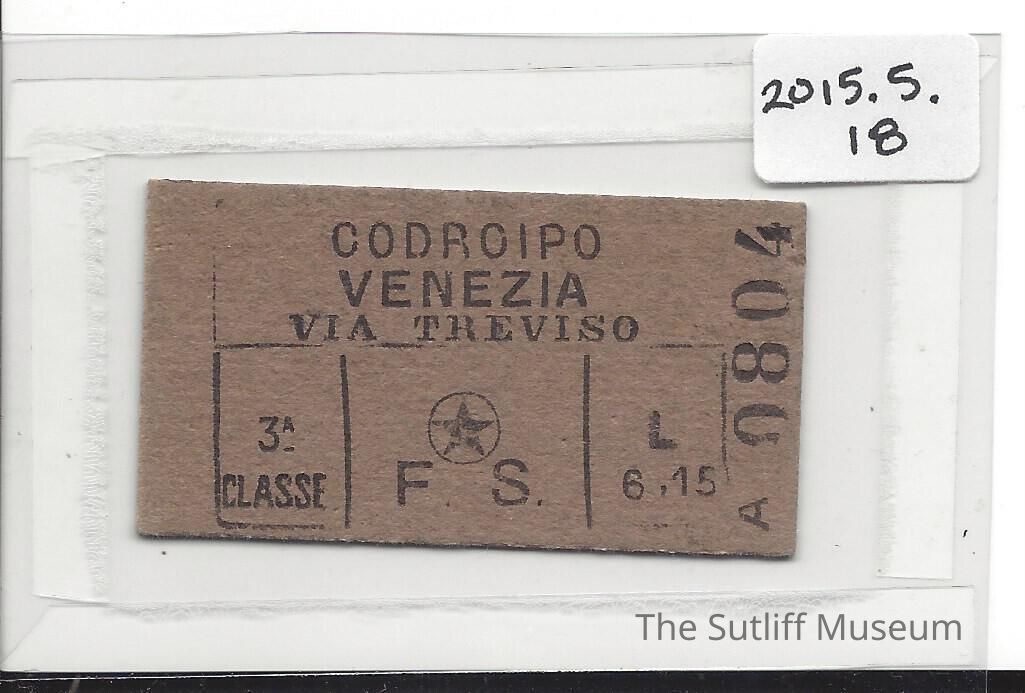 2015.5.
18
CODROIPO
VENEZIA
VIA TREVISO
3A
CLASSE
F. S.
L
6.15
A 0804
The Sutliff Museum